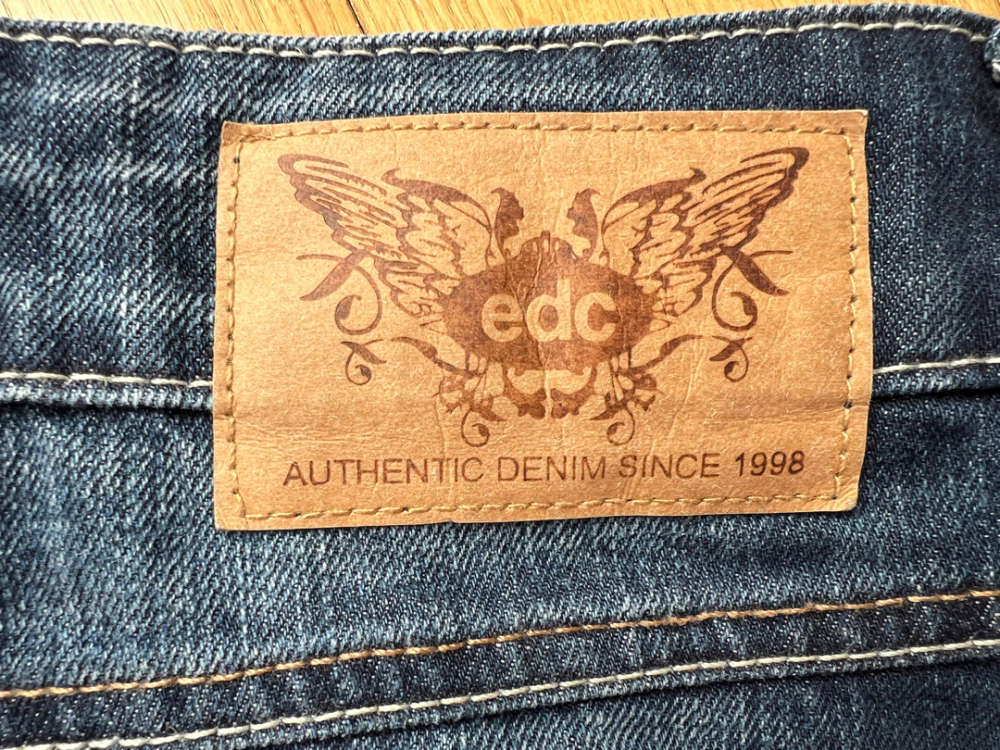 edc
AUTHENTIC DENIM SINCE 1998